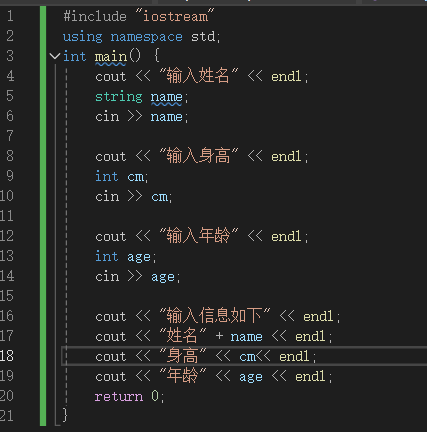 1 #include "iostream"
2 using namespace std;
3 int main() {
4 cout << "输入姓名" << endl;
5 string name;
6 cin >> name;
7
8 cout << "输入身高" << endl;
9 int cm;
10 cin >> cm;
11
12 cout << "输入年龄" << endl;
13 int age;
14 cin >> age;
15
16 cout << "输入信息如下" << endl;
17 cout << "姓名" + name << endl;
18 cout << "身高" << cm<< endl;
19 cout << "年龄" << age << endl;
20 return 0;
21 }